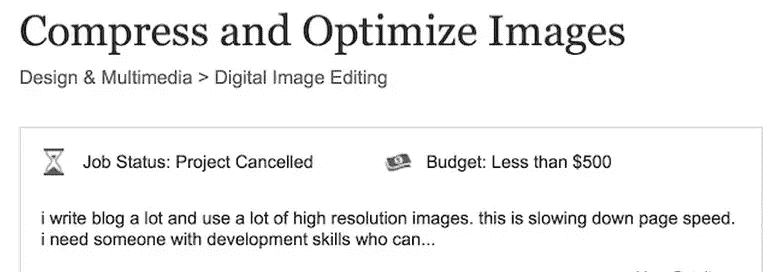 Compress and Optimize Images
Design & Multimedia > Digital Image Editing
Job Status: Project Cancelled
Budget: Less than $500
i write blog a lot and use a lot of high resolution images. this is slowing down page speed.
i need someone with development skills who can...